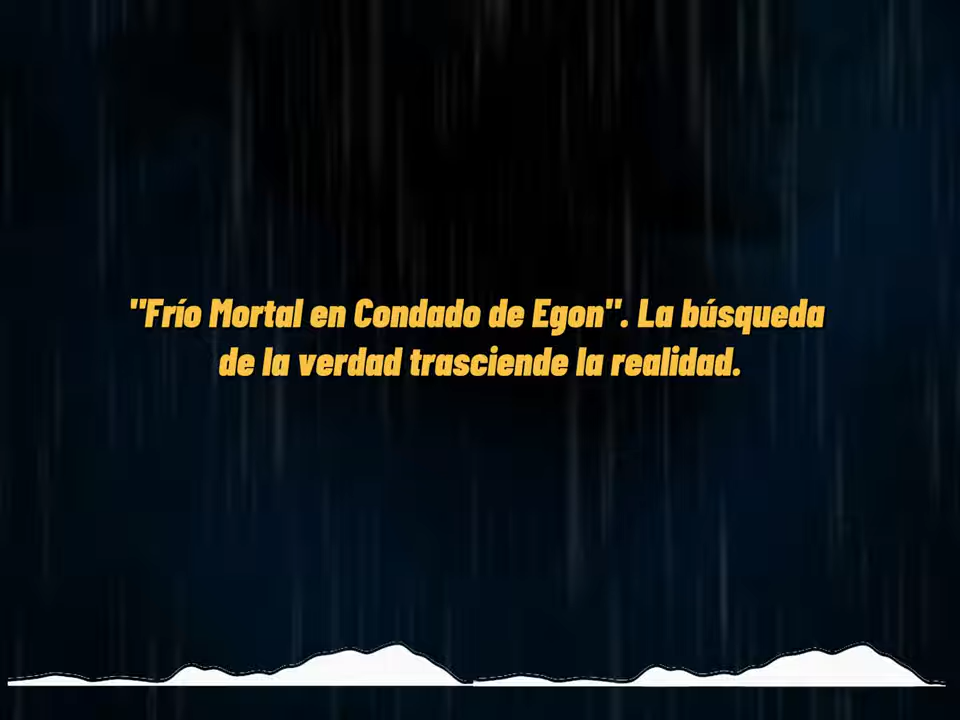 "Frío Mortal en Condado de Egon". La búsqueda
de la verdad trasciende la realidad.